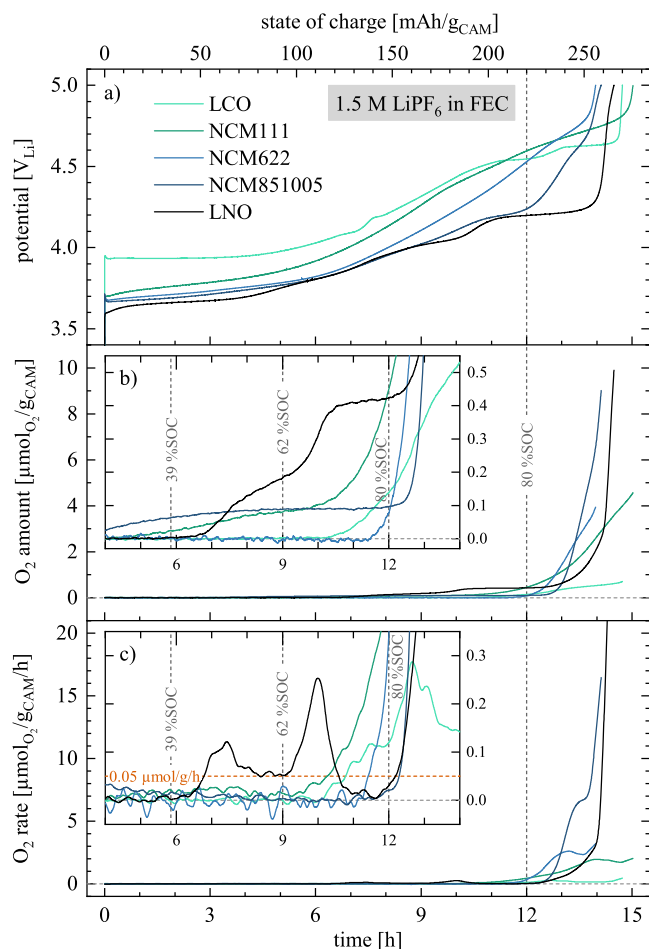 state of charge [mAh/g_CAM]
0 50 100 150 200 250
a)
LCO
NCM111
NCM622
NCM851005
LNO
1.5 M LiPF₆ in FEC
potential [V_Li]
5.0
4.5
4.0
3.5
b)
O₂ amount [µmol_O₂/g_CAM]
10
8
6
4
2
0
39 %SOC
62 %SOC
80 %SOC
0.5
0.4
0.3
0.2
0.1
0.0
6 9 12
80 %SOC
c)
O₂ rate [µmol_O₂/g_CAM/h]
20
15
10
5
0
39 %SOC
62 %SOC
80 %SOC
0.05 µmol/g/h
0.3
0.2
0.1
0.0
6 9 12
0 3 6 9 12 15
time [h]